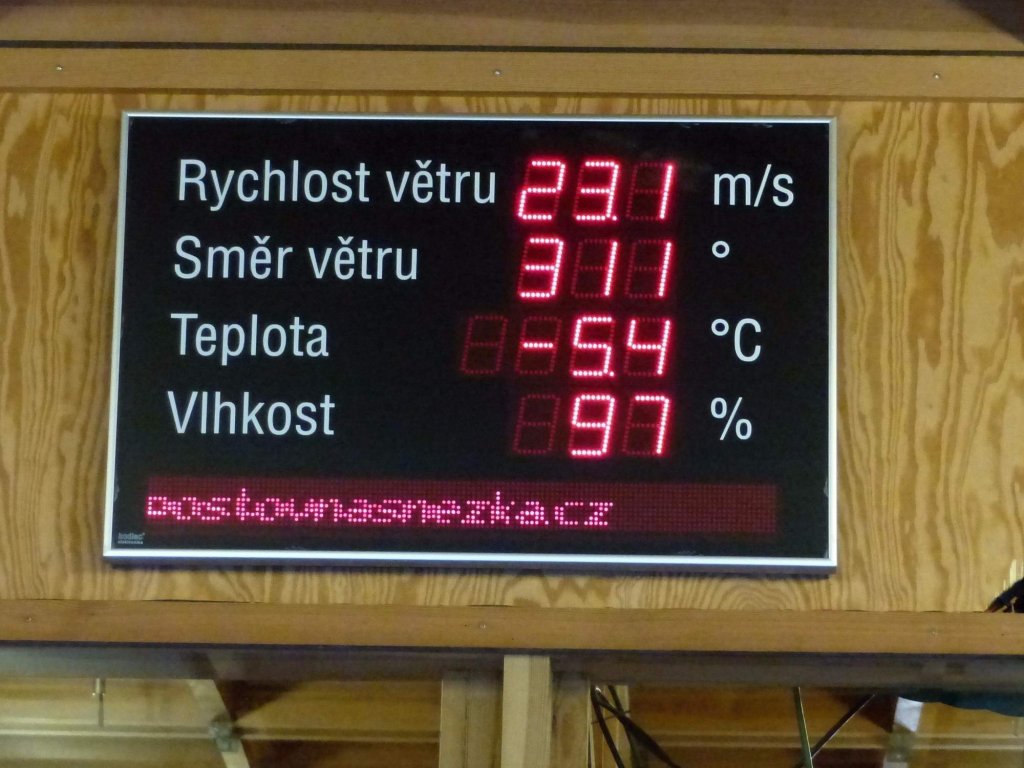 Rychlost větru 23.1 m/s
Směr větru 311 °
Teplota -5.4 °C
Vlhkost 97 %
postovnasnezka.cz